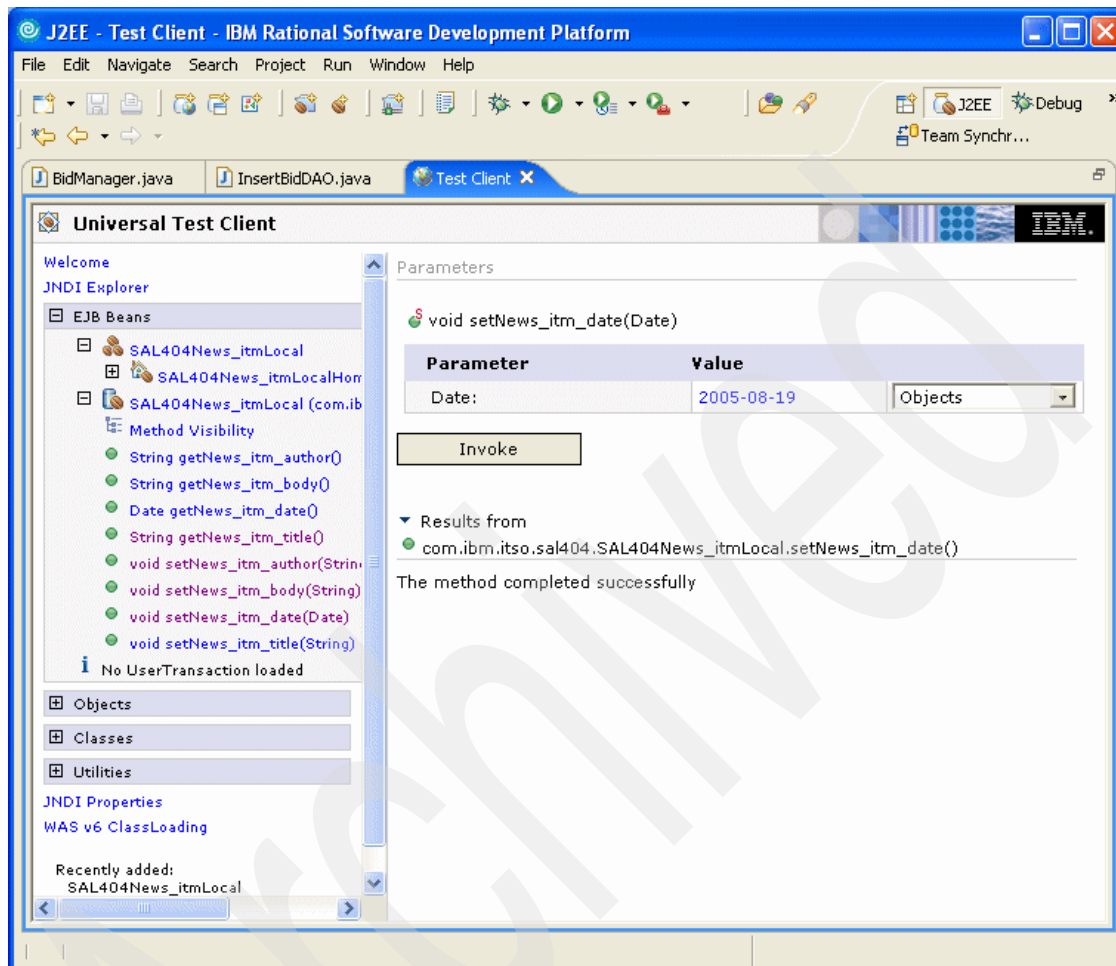 J2EE - Test Client - IBM Rational Software Development Platform
File Edit Navigate Search Project Run Window Help
J2EE Debug
Team Synchr...
BidManager.java InsertBidDAO.java Test Client
Universal Test Client IBM.
Welcome
JNDI Explorer
EJB Beans
SAL404News_itmLocal
SAL404News_itmLocalHom
SAL404News_itmLocal (com.ib
Method Visibility
String getNews_itm_author()
String getNews_itm_body()
Date getNews_itm_date()
String getNews_itm_title()
void setNews_itm_author(Strin
void setNews_itm_body(String)
void setNews_itm_date(Date)
void setNews_itm_title(String)
No UserTransaction loaded
Objects
Classes
Utilities
JNDI Properties
WAS v6 ClassLoading
Recently added:
SAL404News_itmLocal
Parameters
void setNews_itm_date(Date)
Parameter Value
Date: 2005-08-19 Objects
Invoke
Results from
com.ibm.itso.sal404.SAL404News_itmLocal.setNews_itm_date()
The method completed successfully
Archived